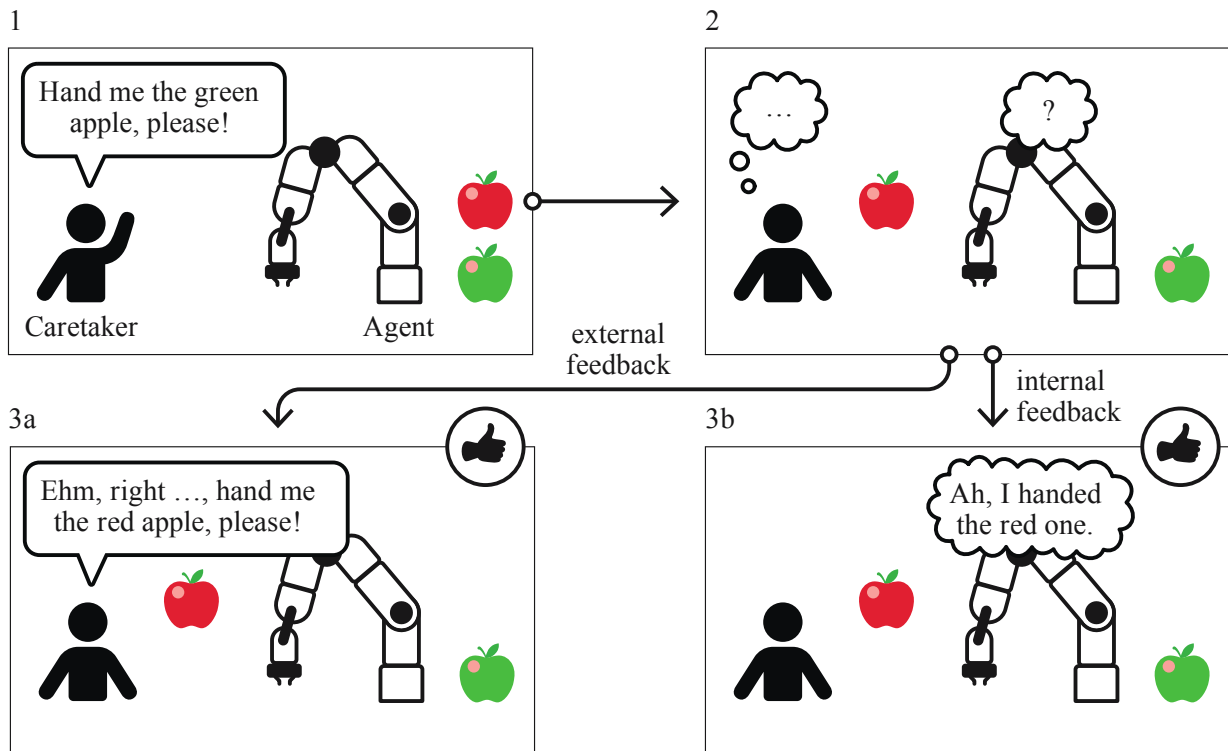 1
Hand me the green
apple, please!
Caretaker
Agent
2
…
?
external
feedback
internal
feedback
3a
Ehm, right …, hand me
the red apple, please!
3b
Ah, I handed
the red one.